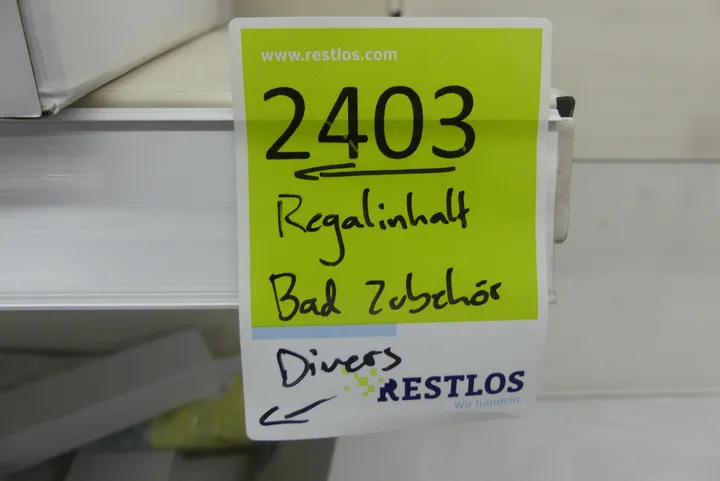 www.restlos.com
2403
Regalinhalt
Bad Zubehör
Divers
RESTLOS
Wir handeln.